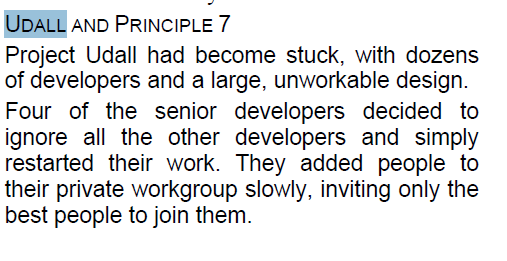 UDALL AND PRINCIPLE 7
Project Udall had become stuck, with dozens
of developers and a large, unworkable design.
Four of the senior developers decided to
ignore all the other developers and simply
restarted their work. They added people to
their private workgroup slowly, inviting only the
best people to join them.